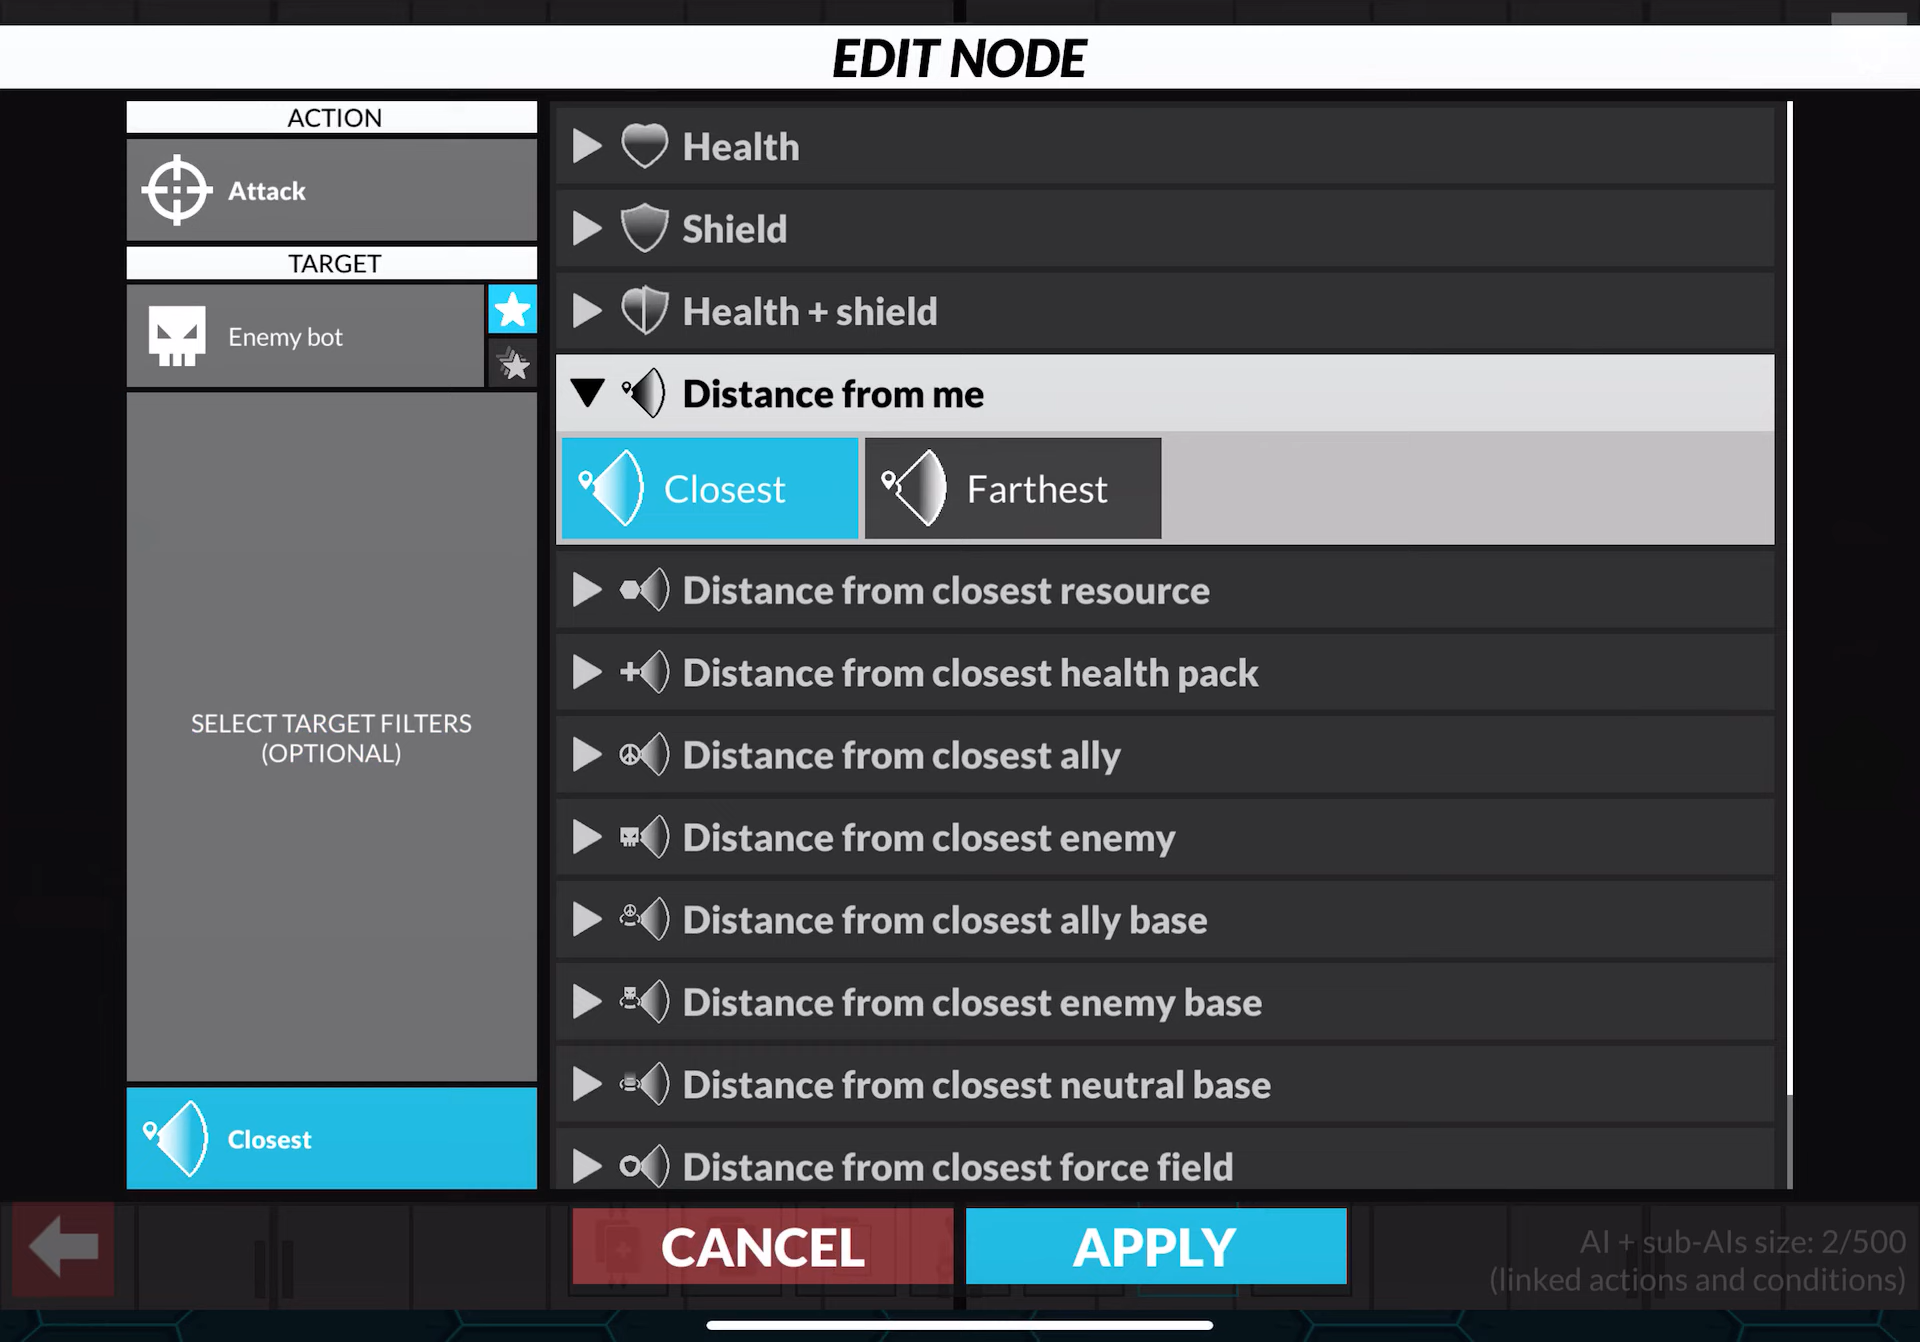 EDIT NODE
ACTION
Attack
TARGET
Enemy bot
SELECT TARGET FILTERS
(OPTIONAL)
Closest
Health
Shield
Health + shield
Distance from me
Closest
Farthest
Distance from closest resource
Distance from closest health pack
Distance from closest ally
Distance from closest enemy
Distance from closest ally base
Distance from closest enemy base
Distance from closest neutral base
Distance from closest force field
CANCEL
APPLY
AI + sub-AIs size: 2/500
(linked actions and conditions)